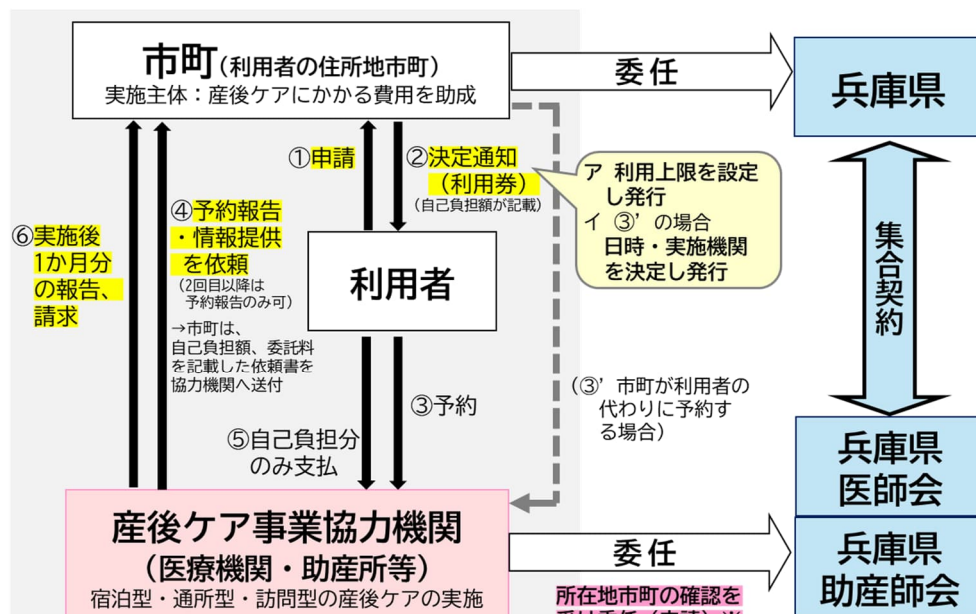 市町(利用者の住所地市町)
実施主体：産後ケアにかかる費用を助成
委任
兵庫県
①申請
②決定通知
（利用券）
（自己負担額が記載）
ア 利用上限を設定
し発行
イ ③’の場合
日時・実施機関
を決定し発行
⑥実施後
1か月分
の報告、
請求
④予約報告
・情報提供
を依頼
（2回目以降は
予約報告のみ可）
→市町は、
自己負担額、委託料
を記載した依頼書を
協力機関へ送付
利用者
集合契約
③予約
⑤自己負担分
のみ支払
（③’市町が利用者の
代わりに予約す
る場合）
兵庫県
医師会
産後ケア事業協力機関
（医療機関・助産所等）
宿泊型・通所型・訪問型の産後ケアの実施
委任
兵庫県
助産師会
所在地市町の確認を